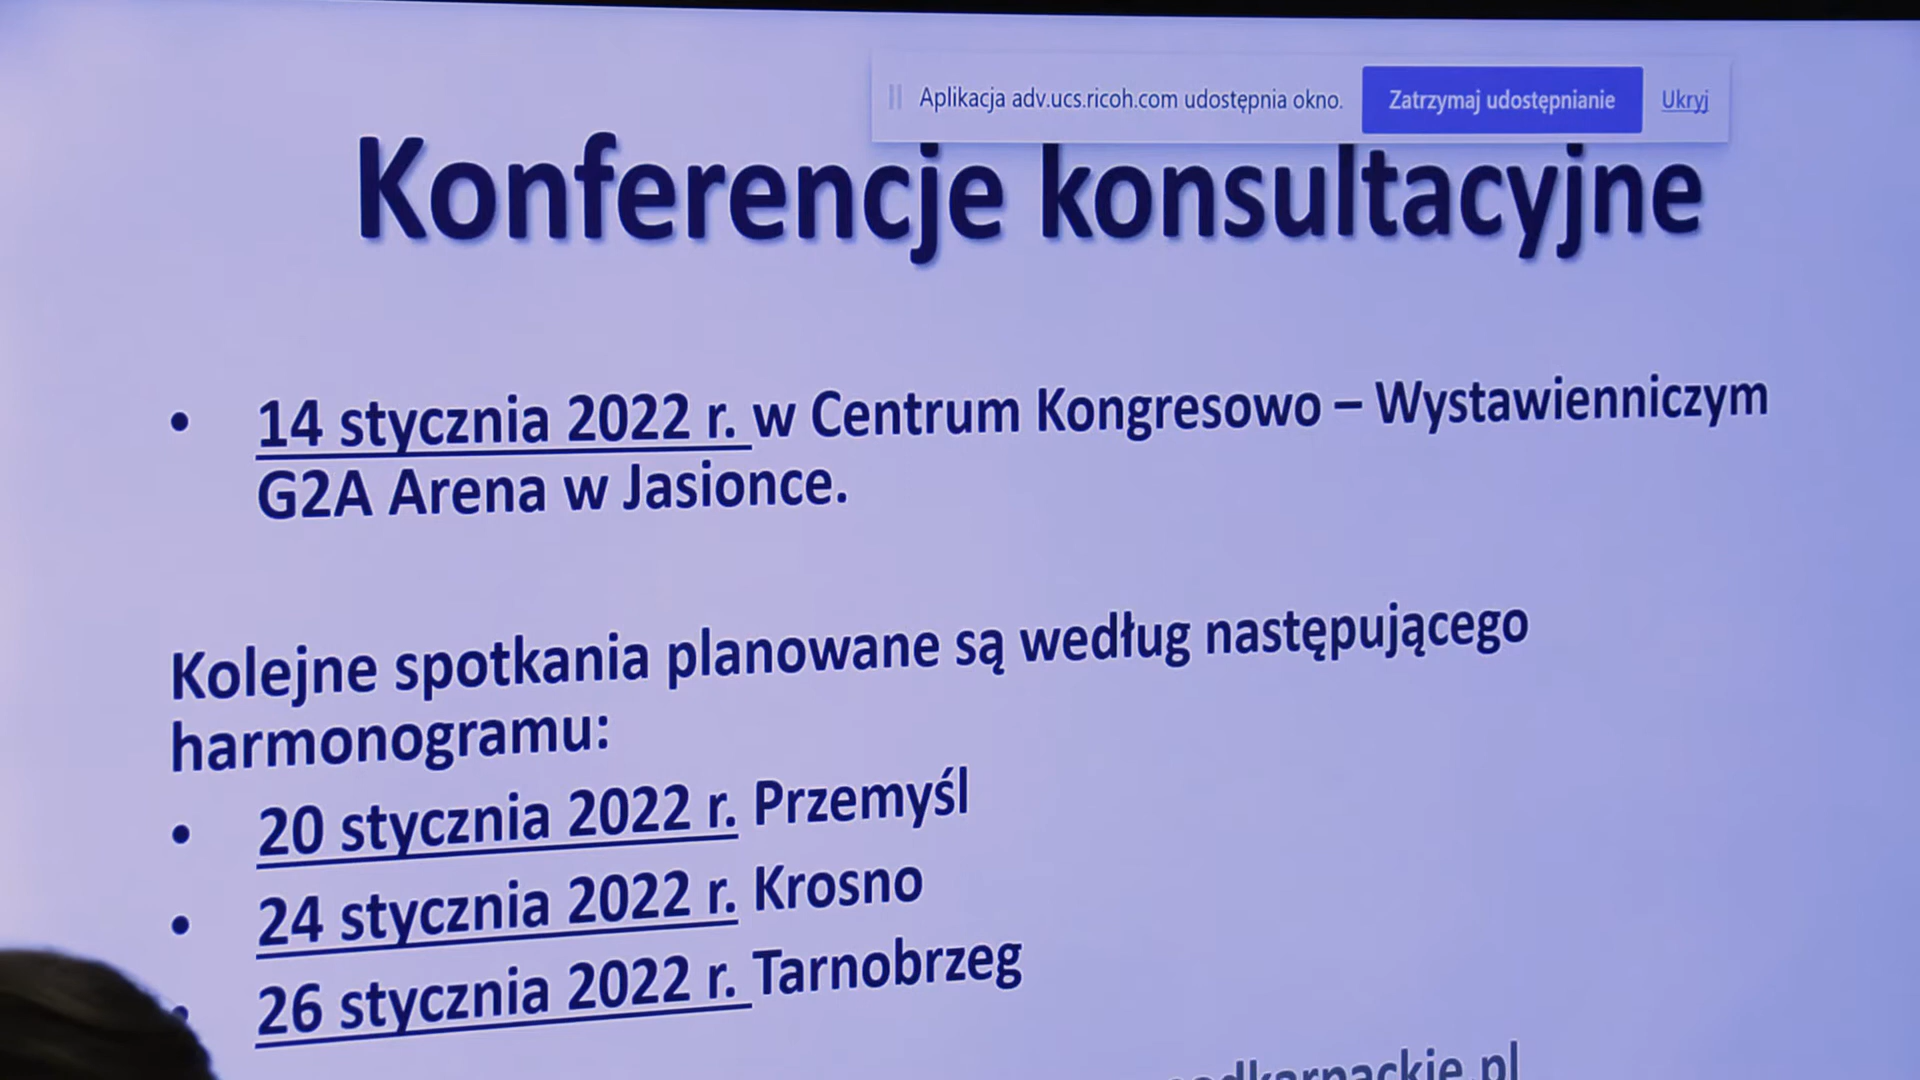 Aplikacja adv.ucs.ricoh.com udostępnia okno. Zatrzymaj udostępnianie Ukryj
Konferencje konsultacyjne
• 14 stycznia 2022 r. w Centrum Kongresowo – Wystawienniczym
G2A Arena w Jasionce.
Kolejne spotkania planowane są według następującego
harmonogramu:
• 20 stycznia 2022 r. Przemyśl
• 24 stycznia 2022 r. Krosno
• 26 stycznia 2022 r. Tarnobrzeg